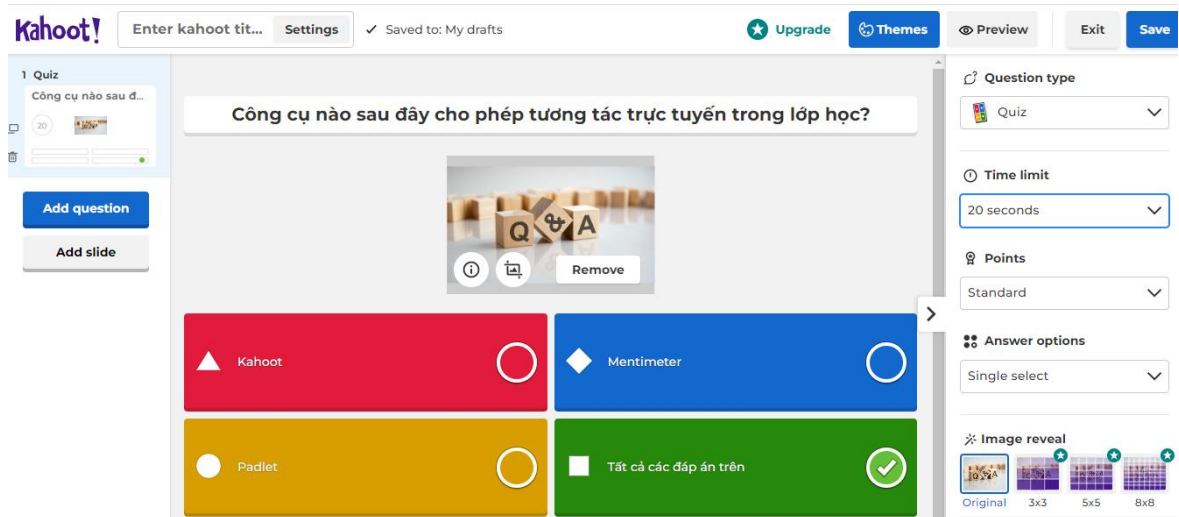 Kahoot!
Enter kahoot tit...
Settings
Saved to: My drafts
Upgrade
Themes
Preview
Exit
Save
1 Quiz
Công cụ nào sau đ...
20
Add question
Add slide
Công cụ nào sau đây cho phép tương tác trực tuyến trong lớp học?
Q & A
Remove
Kahoot
Mentimeter
Padlet
Tất cả các đáp án trên
Question type
Quiz
Time limit
20 seconds
Points
Standard
Answer options
Single select
Image reveal
Original
3x3
5x5
8x8